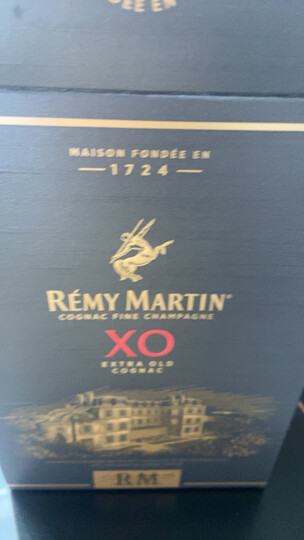 MAISON FONDÉE EN
1724
RÉMY MARTIN
COGNAC FINE CHAMPAGNE
XO
EXTRA OLD
COGNAC
RM